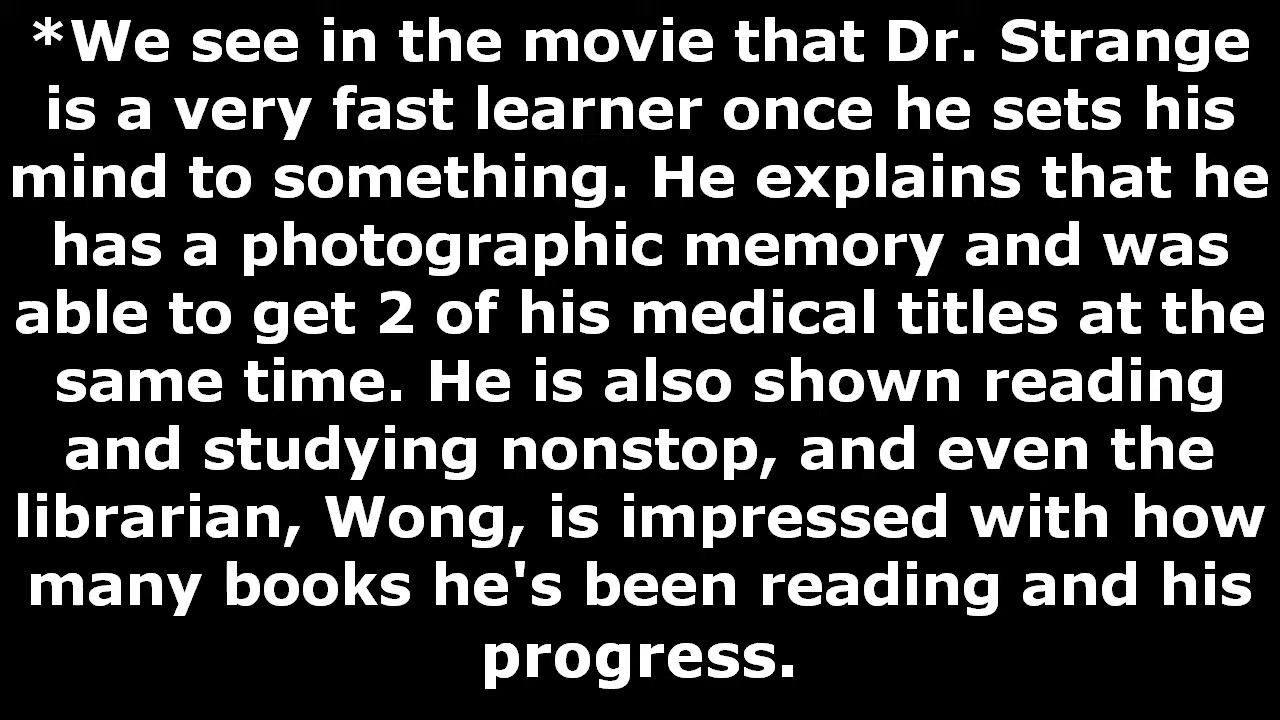 *We see in the movie that Dr. Strange
is a very fast learner once he sets his
mind to something. He explains that he
has a photographic memory and was
able to get 2 of his medical titles at the
same time. He is also shown reading
and studying nonstop, and even the
librarian, Wong, is impressed with how
many books he's been reading and his
progress.